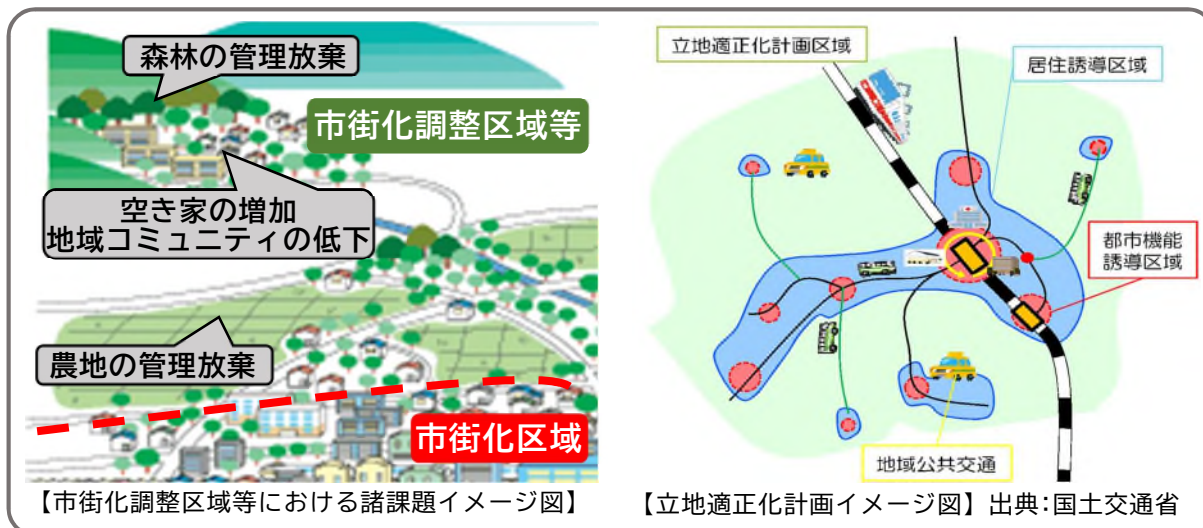 森林の管理放棄
市街化調整区域等
空き家の増加
地域コミュニティの低下
農地の管理放棄
市街化区域
【市街化調整区域等における諸課題イメージ図】
立地適正化計画区域
居住誘導区域
都市機能
誘導区域
地域公共交通
【立地適正化計画イメージ図】出典:国土交通省